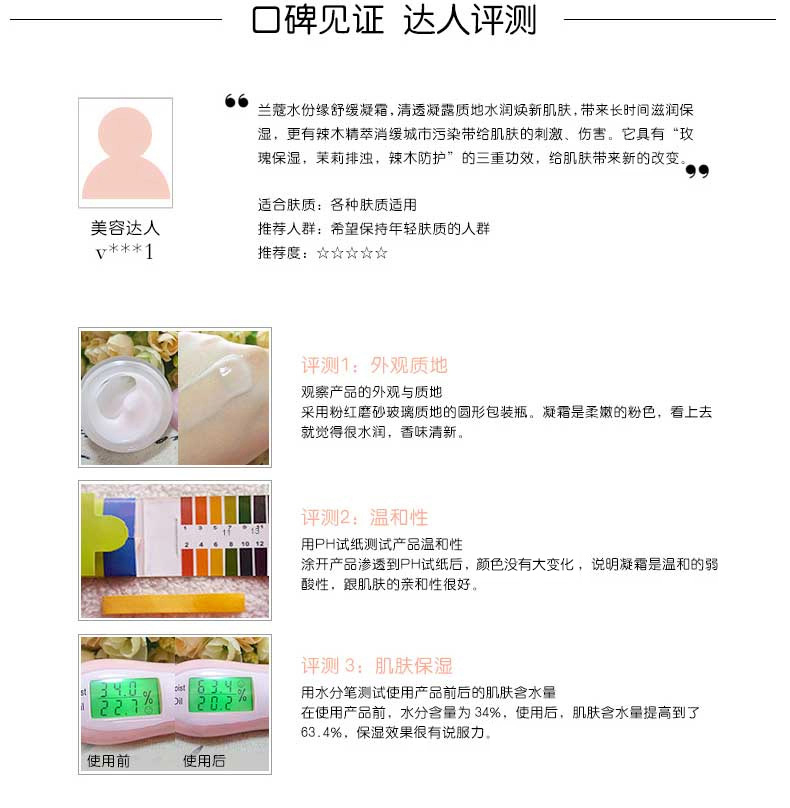 口碑见证 达人评测
兰蔻水份缘舒缓凝霜,清透凝露质地水润焕新肌肤,带来长时间滋润保
湿，更有辣木精萃消缓城市污染带给肌肤的刺激、伤害。它具有“玫
瑰保湿，茉莉排浊，辣木防护”的三重功效，给肌肤带来新的改变。
适合肤质：各种肤质适用
推荐人群：希望保持年轻肤质的人群
推荐度：☆☆☆☆☆
美容达人
v***1
评测1：外观质地
观察产品的外观与质地
采用粉红磨砂玻璃质地的圆形包装瓶。凝霜是柔嫩的粉色，看上去
就觉得很水润，香味清新。
1 3 5 7 9 11
11 13
2 4 6 8 10 12
评测2：温和性
用PH试纸测试产品温和性
涂开产品渗透到PH试纸后，颜色没有大变化，说明凝霜是温和的弱
酸性，跟肌肤的亲和性很好。
oist 34.0 %
il 22.7
使用前
Moist 63.4 %
Oil 20.2
使用后
评测 3：肌肤保湿
用水分笔测试使用产品前后的肌肤含水量
在使用产品前，水分含量为 34%，使用后，肌肤含水量提高到了
63.4%，保湿效果很有说服力。